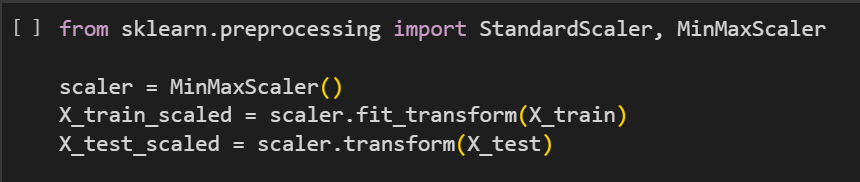 [ ] from sklearn.preprocessing import StandardScaler, MinMaxScaler
scaler = MinMaxScaler()
X_train_scaled = scaler.fit_transform(X_train)
X_test_scaled = scaler.transform(X_test)